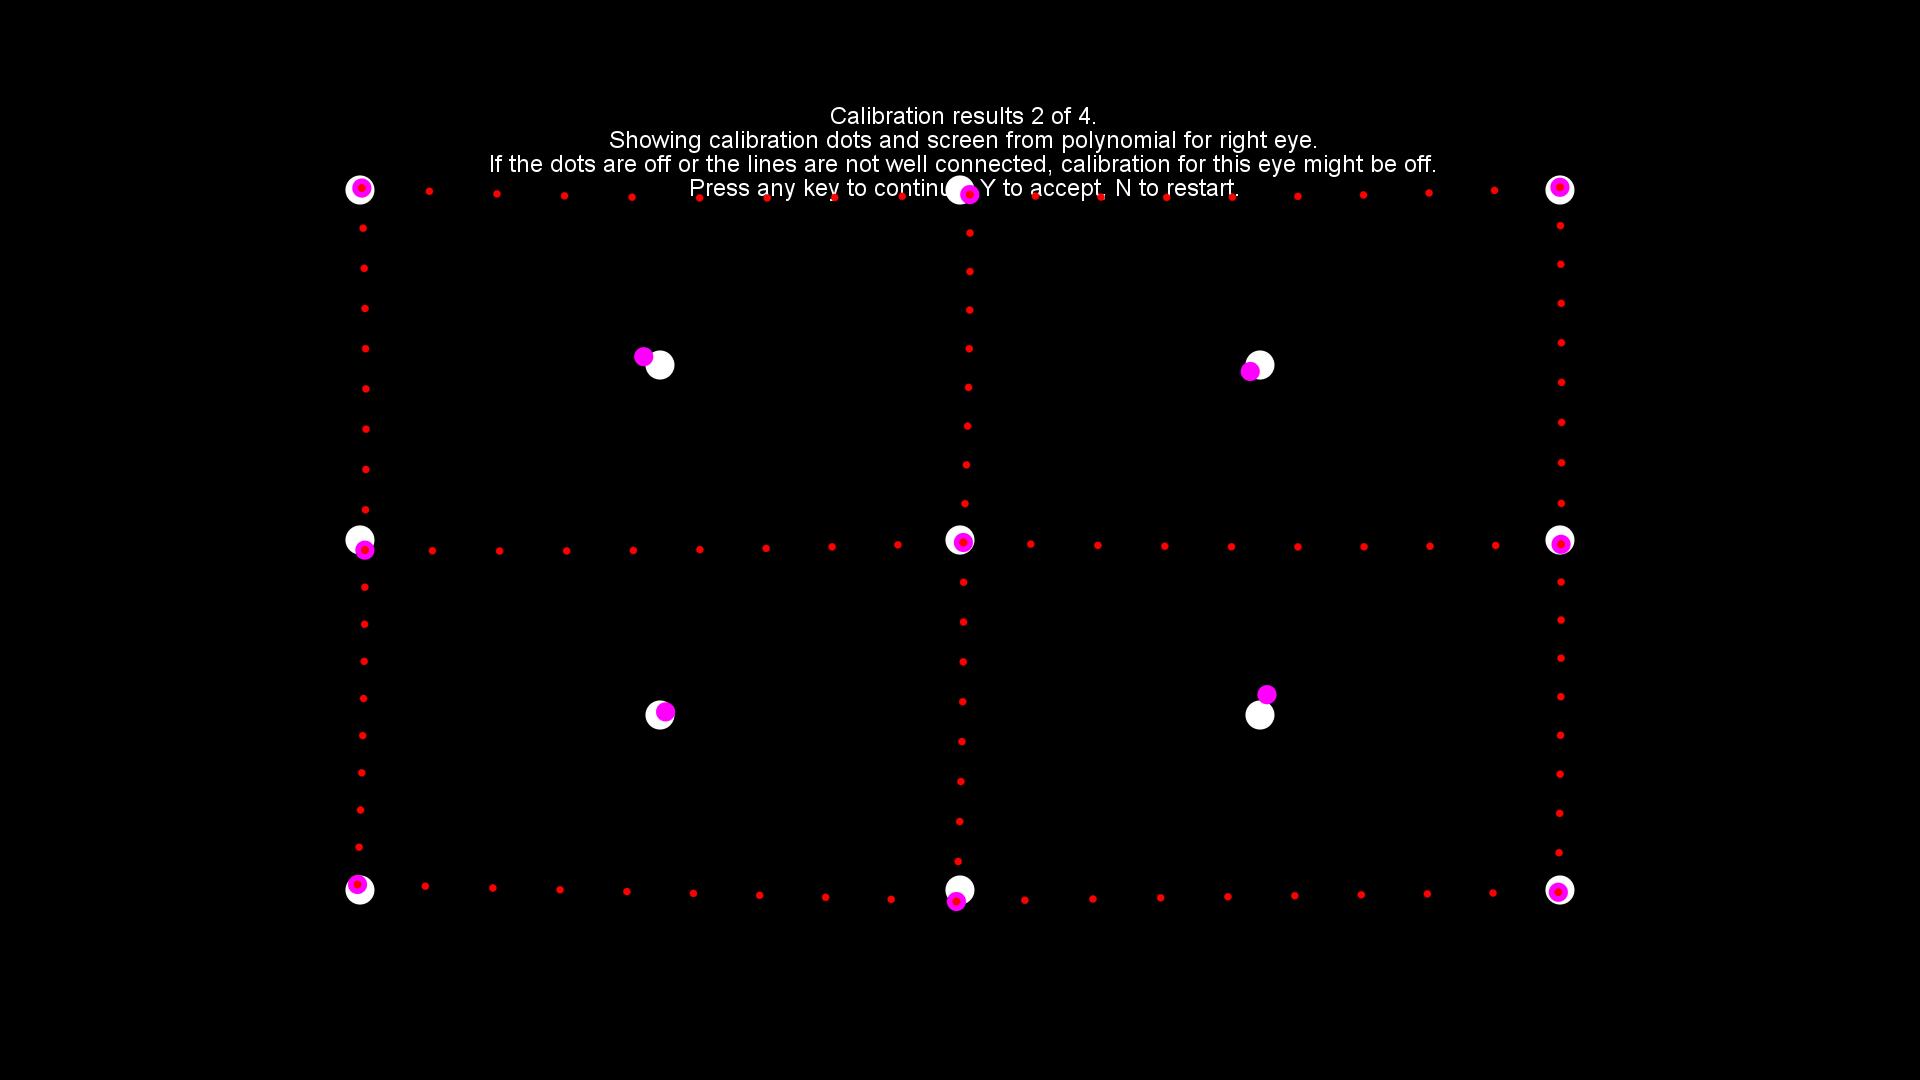 Calibration results 2 of 4.
Showing calibration dots and screen from polynomial for right eye.
If the dots are off or the lines are not well connected, calibration for this eye might be off.
Press any key to continu Y to accept, N to restart.